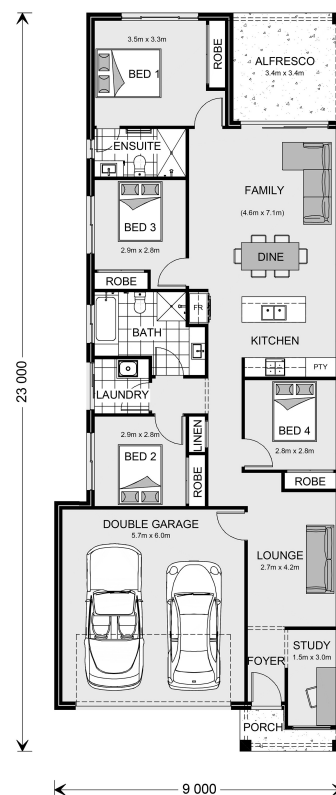 3.5m x 3.3m
ROBE
BED 1
ALFRESCO
3.4m x 3.4m
ENSUITE
FAMILY
(4.6m x 7.1m)
BED 3
2.9m x 2.8m
DINE
ROBE
FR
BATH
KITCHEN
PTY
LAUNDRY
23 000
2.9m x 2.8m
BED 2
LINEN
ROBE
BED 4
2.8m x 2.8m
ROBE
DOUBLE GARAGE
5.7m x 6.0m
LOUNGE
2.7m x 4.2m
STUDY
1.5m x 3.0m
FOYER
PORCH
9 000